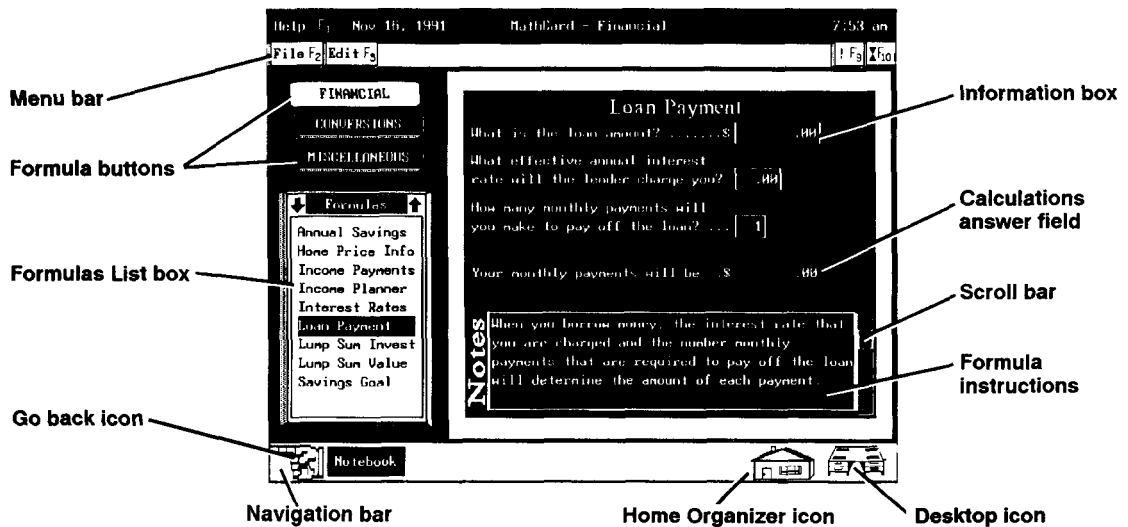 Help F1 Nov 16, 1991 MathCard - Financial 7:53 am
File F2 Edit F3 ! F9 F10
Menu bar
FINANCIAL
Information box
CONVERSIONS
Formula buttons
MISCELLANEOUS
Loan Payment
What is the loan amount? .......$ .00
What effective annual interest
rate will the lender charge you? .00
How many monthly payments will
you make to pay off the loan? ... 1
Your monthly payments will be .$ .00
Calculations
answer field
Formulas List box
Formulas
Annual Savings
Home Price Info
Income Payments
Income Planner
Interest Rates
Loan Payment
Lump Sum Invest
Lump Sum Value
Savings Goal
Scroll bar
Notes
When you borrow money, the interest rate that
you are charged and the number monthly
payments that are required to pay off the loan
will determine the amount of each payment.
Formula
instructions
Go back icon
Notebook
Navigation bar
Home Organizer icon
Desktop icon